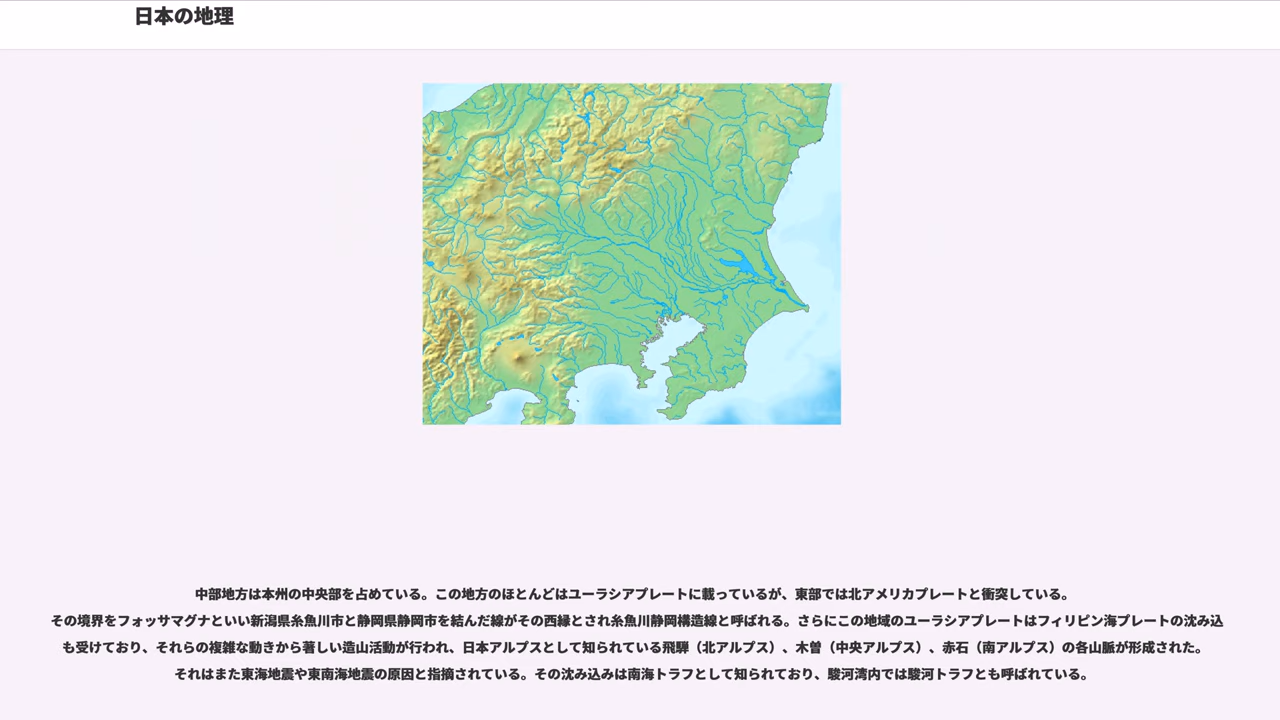 日本の地理
中部地方は本州の中央部を占めている。この地方のほとんどはユーラシアプレートに載っているが、東部では北アメリカプレートと衝突している。
その境界をフォッサマグナといい新潟県糸魚川市と静岡県静岡市を結んだ線がその西縁とされ糸魚川静岡構造線と呼ばれる。さらにこの地域のユーラシアプレートはフィリピン海プレートの沈み込
も受けており、それらの複雑な動きから著しい造山活動が行われ、日本アルプスとして知られている飛騨（北アルプス）、木曽（中央アルプス）、赤石（南アルプス）の各山脈が形成された。
それはまた東海地震や東南海地震の原因と指摘されている。その沈み込みは南海トラフとして知られており、駿河湾内では駿河トラフとも呼ばれている。